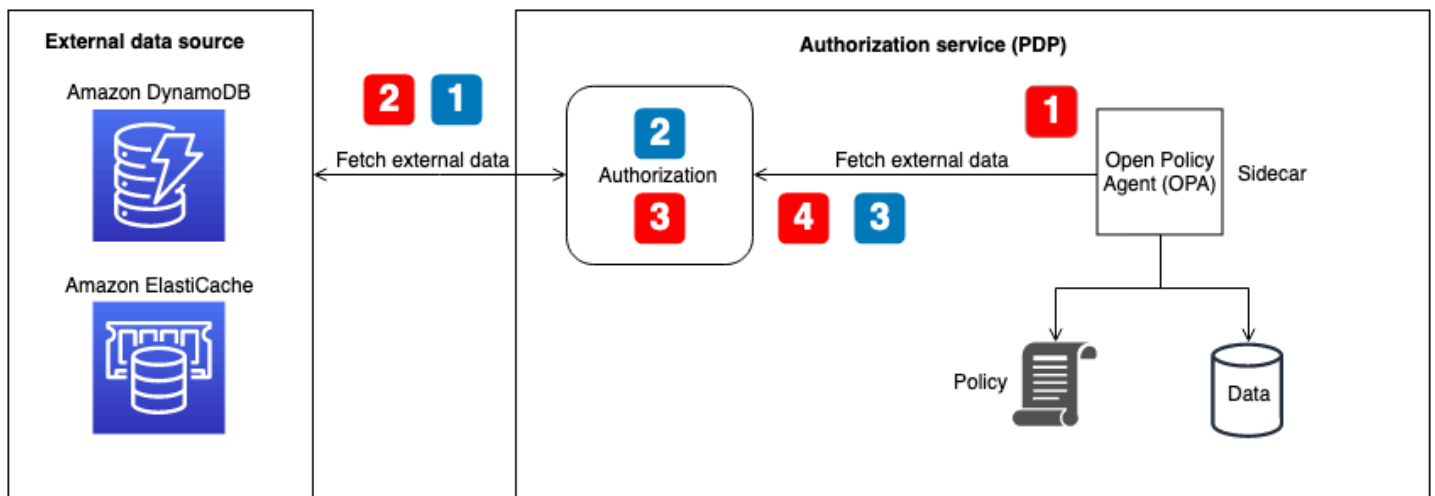 External data source
Amazon DynamoDB
Amazon ElastiCache
2 1
Fetch external data
Authorization service (PDP)
2
Authorization
3
1
Fetch external data
4 3
Open Policy
Agent (OPA)
Sidecar
Policy
Data